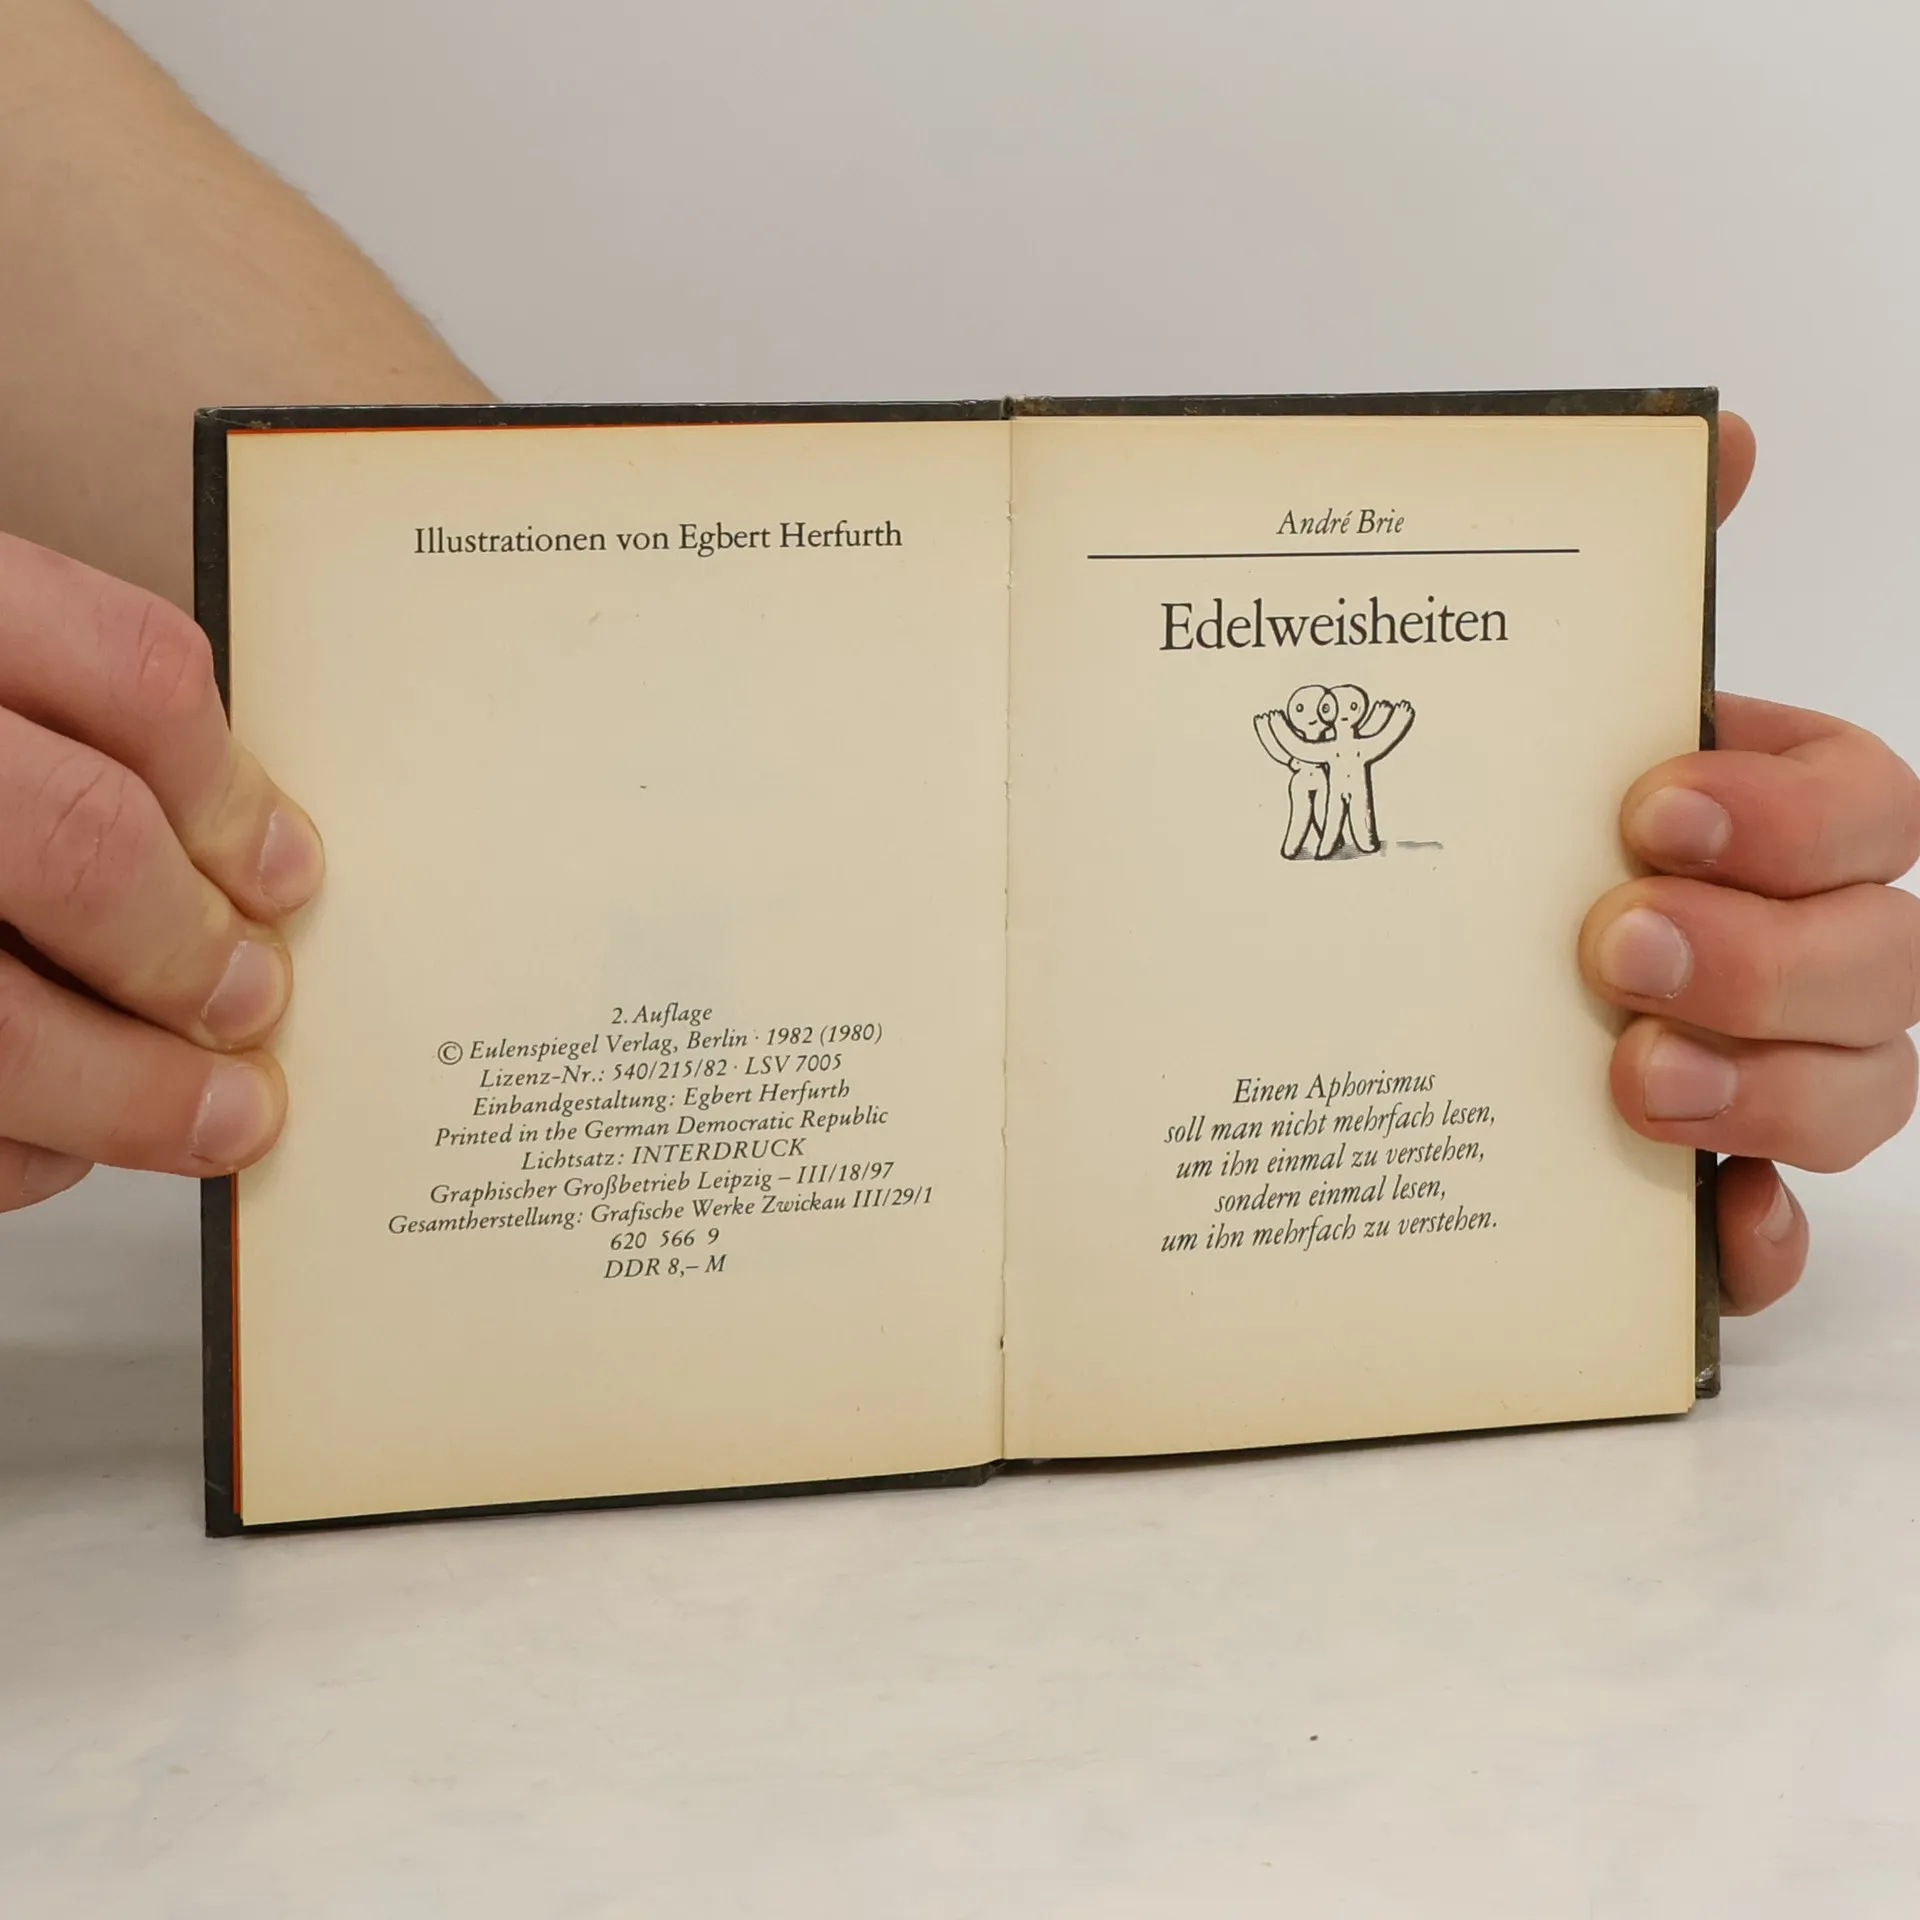 Illustrationen von Egbert Herfurth
2. Auflage
© Eulenspiegel Verlag, Berlin · 1982 (1980)
Lizenz-Nr.: 540/215/82 · LSV 7005
Einbandgestaltung: Egbert Herfurth
Printed in the German Democratic Republic
Lichtsatz: INTERDRUCK
Graphischer Großbetrieb Leipzig – III/18/97
Gesamtherstellung: Grafische Werke Zwickau III/29/1
620 566 9
DDR 8,– M
André Brie
Edelweisheiten
Einen Aphorismus
soll man nicht mehrfach lesen,
um ihn einmal zu verstehen,
sondern einmal lesen,
um ihn mehrfach zu verstehen.